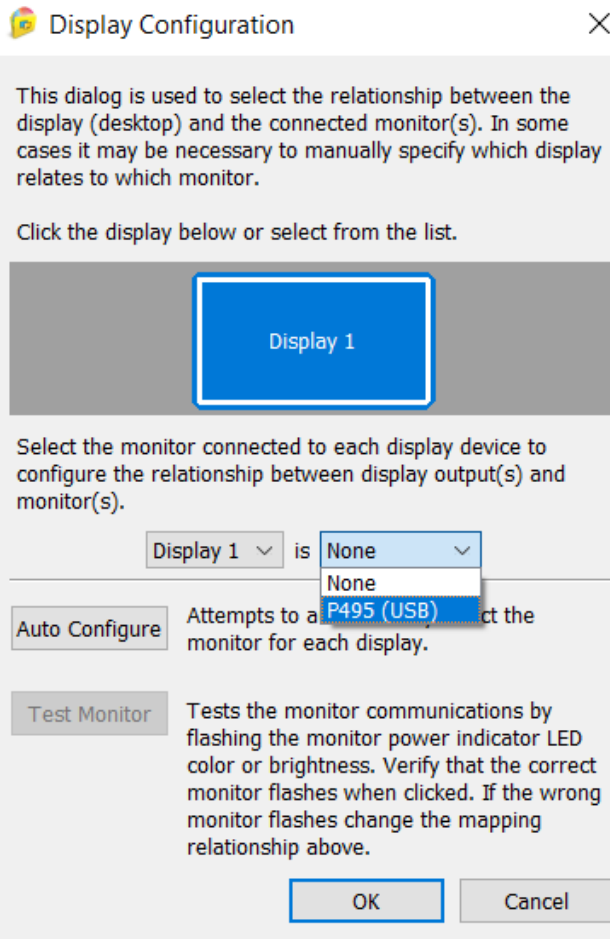 Display Configuration
This dialog is used to select the relationship between the
display (desktop) and the connected monitor(s). In some
cases it may be necessary to manually specify which display
relates to which monitor.
Click the display below or select from the list.
Display 1
Select the monitor connected to each display device to
configure the relationship between display output(s) and
monitor(s).
Display 1 is None
None
P495 (USB)
Auto Configure
Attempts to a ct the
monitor for each display.
Test Monitor
Tests the monitor communications by
flashing the monitor power indicator LED
color or brightness. Verify that the correct
monitor flashes when clicked. If the wrong
monitor flashes change the mapping
relationship above.
OK Cancel